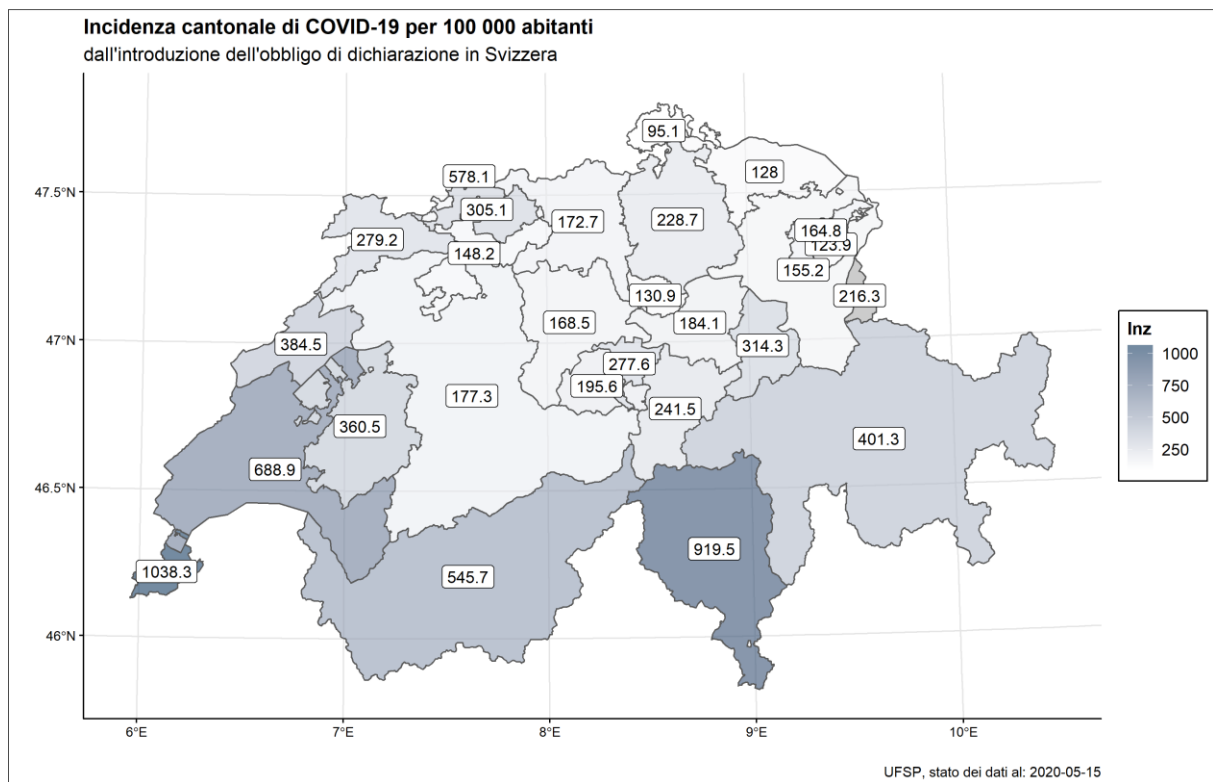 Incidenza cantonale di COVID-19 per 100 000 abitanti
dall'introduzione dell'obbligo di dichiarazione in Svizzera
47.5°N
47°N
46.5°N
46°N
95.1
578.1
128
305.1
172.7
228.7
164.8
279.2
123.9
148.2
155.2
130.9
216.3
168.5
184.1
384.5
314.3
277.6
195.6
177.3
241.5
360.5
401.3
688.9
919.5
1038.3
545.7
Inz
1000
750
500
250
6°E
7°E
8°E
9°E
10°E
UFSP, stato dei dati al: 2020-05-15